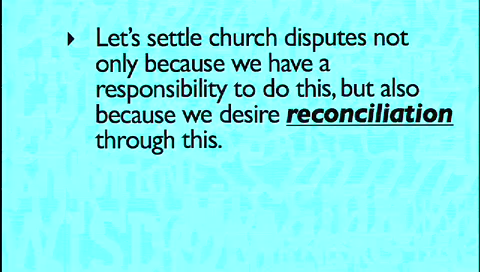 Let’s settle church disputes not
only because we have a
responsibility to do this, but also
because we desire reconciliation
through this.